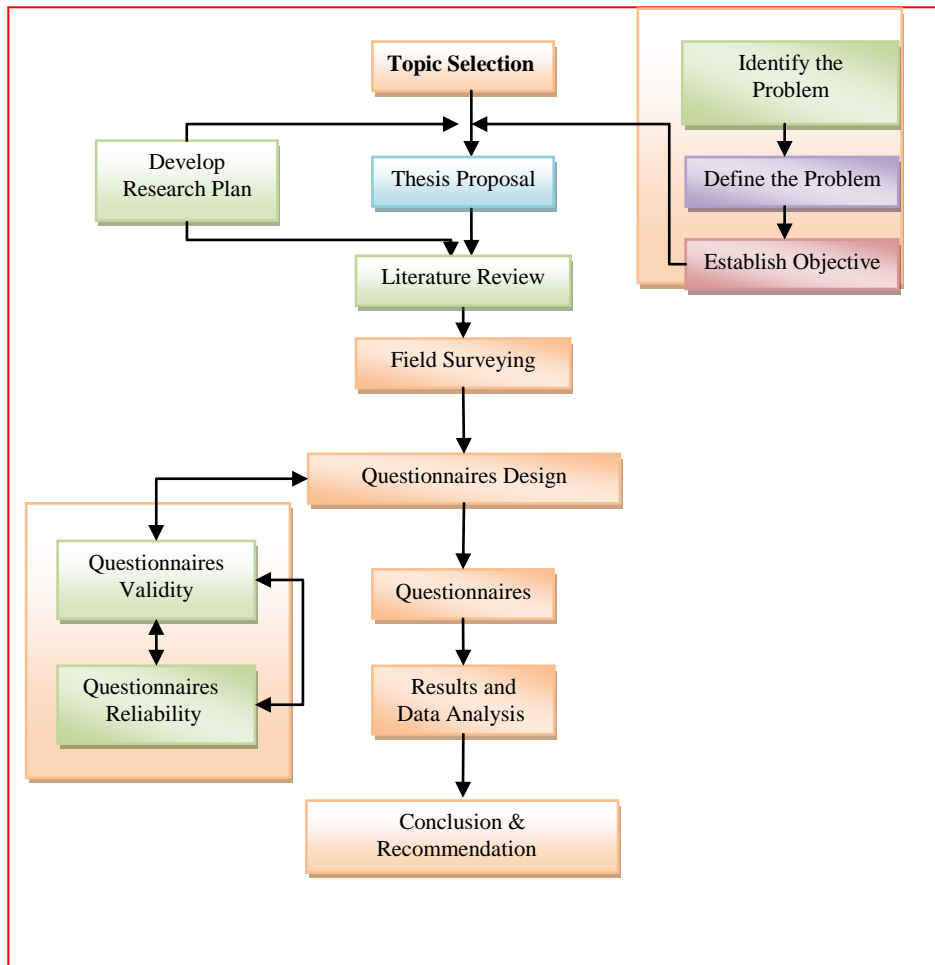 Topic Selection
Identify the
Problem
Develop
Research Plan
Thesis Proposal
Define the Problem
Literature Review
Establish Objective
Field Surveying
Questionnaires Design
Questionnaires
Validity
Questionnaires
Questionnaires
Reliability
Results and
Data Analysis
Conclusion &
Recommendation